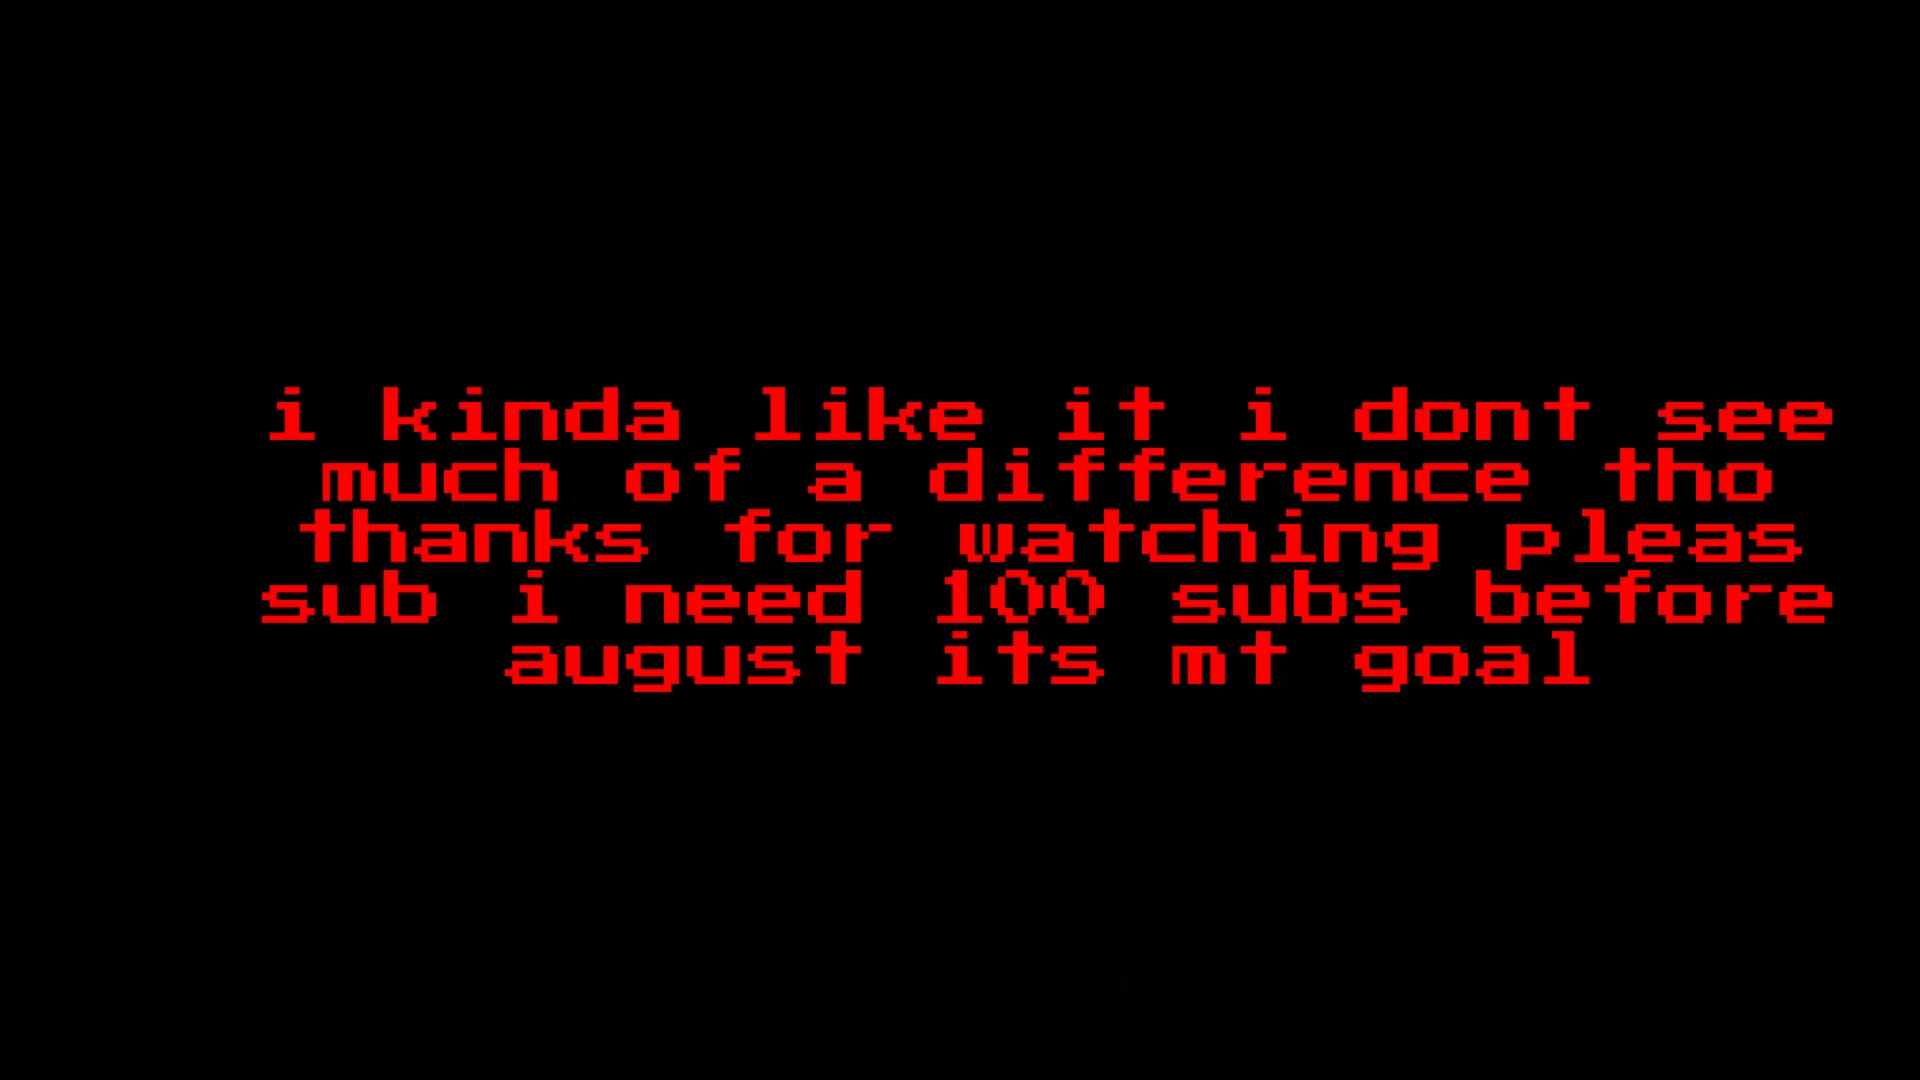 i kinda like it i dont see
much of a difference tho
thanks for watching pleas
sub i need 100 subs before
august its mt goal